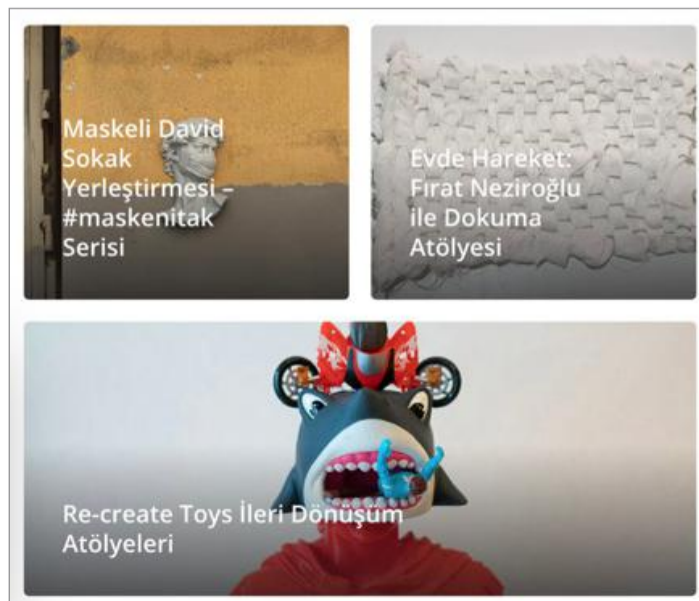 Maskeli David
Sokak
Yerleştirmesi –
#maskenitak
Serisi
Evde Hareket:
Fırat Neziroğlu
ile Dokuma
Atölyesi
Re-create Toys İleri Dönüşüm
Atölyeleri